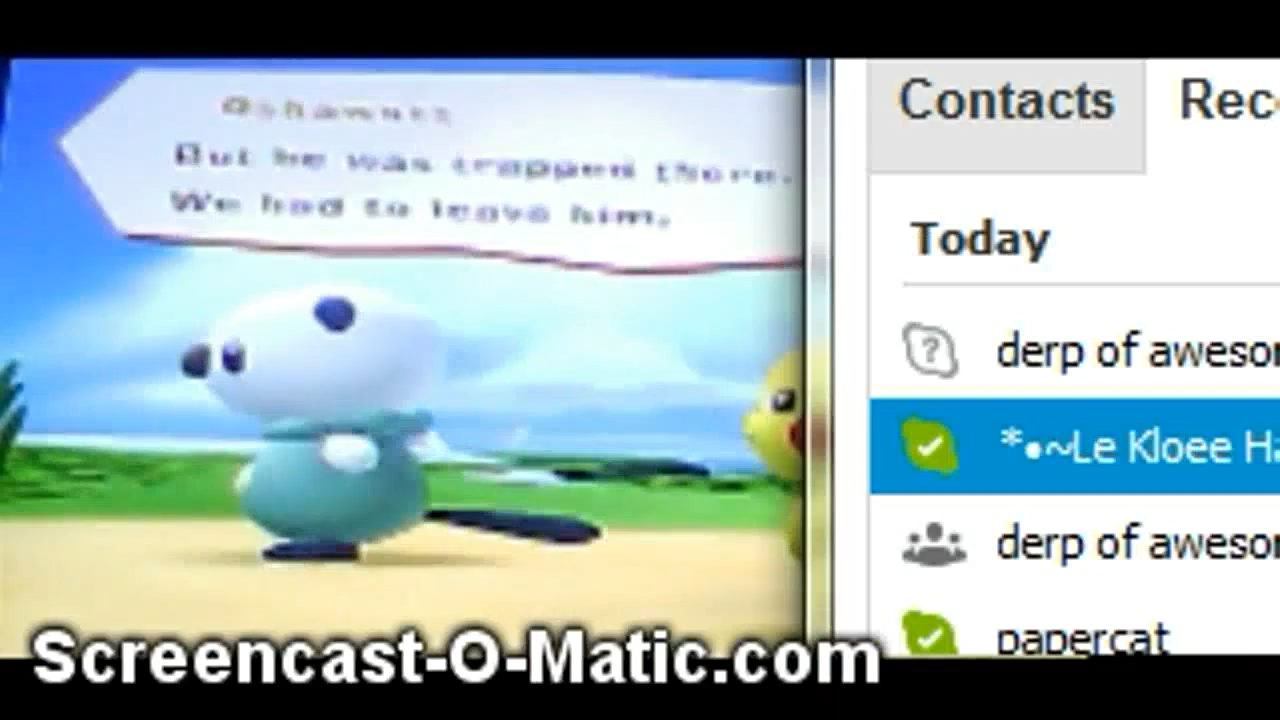 Oshawott
But he was trapped there.
We had to leave him.
Contacts
Rec
Today
derp of aweso
*•~Le Kloee Ha
derp of aweso
papercat
Screencast-O-Matic.com